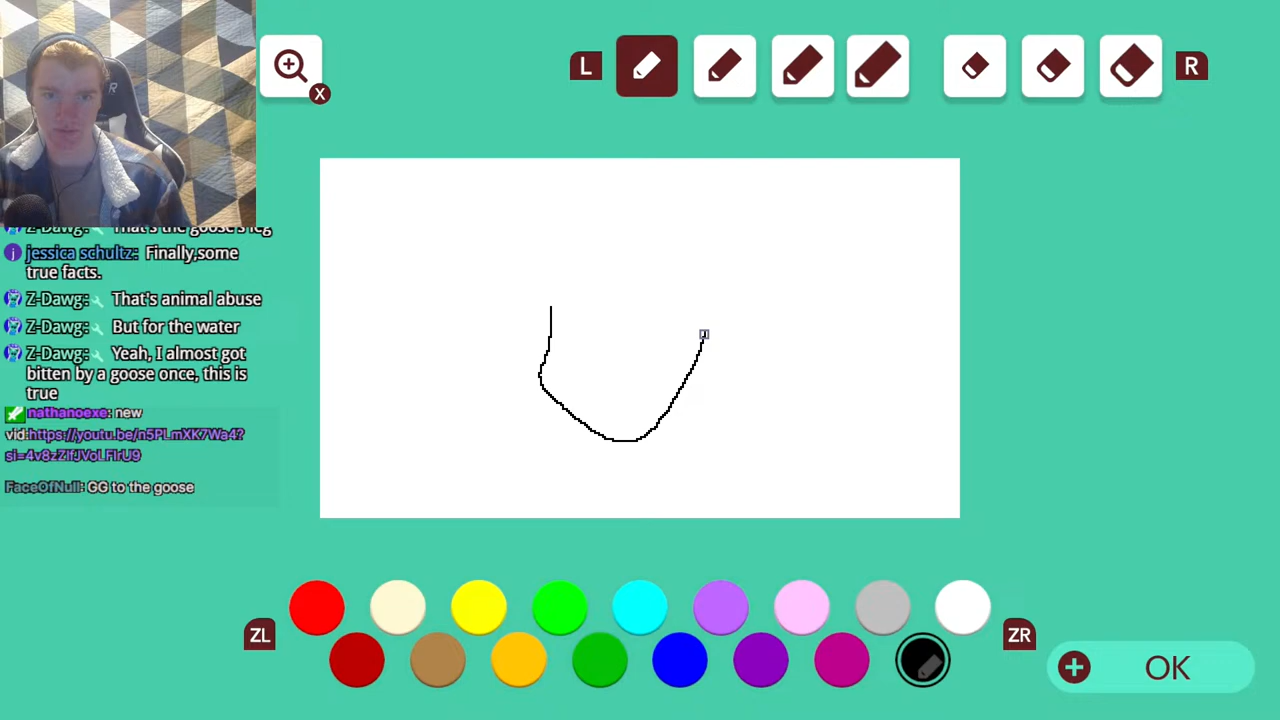 X
L
R
Z-Dawg: That's the goose's leg
jessica schultz: Finally,some
true facts.
Z-Dawg: That's animal abuse
Z-Dawg: But for the water
Z-Dawg: Yeah, I almost got
bitten by a goose once, this is
true
nathanoexe: new
vid:https://youtu.be/n5PLmXK7Wa4?
si=4v8zZIfJVoLFlrU9
FaceOfNull: GG to the goose
ZL
ZR
OK